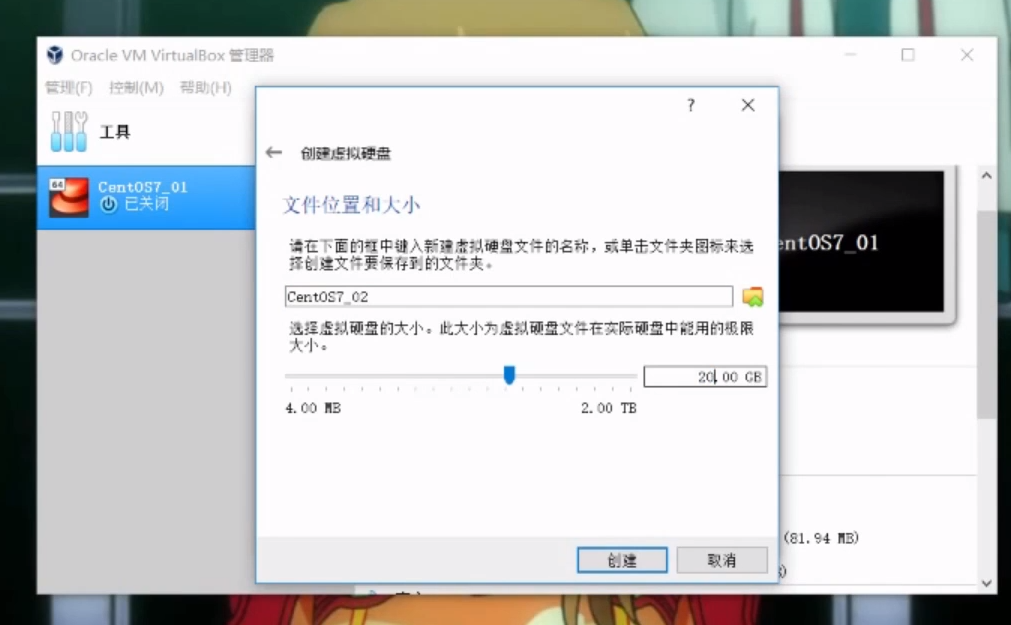 Oracle VM VirtualBox 管理器
管理(F) 控制(M) 帮助(H)
工具
64
CentOS7_01
已关闭
?
创建虚拟硬盘
文件位置和大小
请在下面的框中键入新建虚拟硬盘文件的名称，或单击文件夹图标来选
择创建文件要保存到的文件夹。
CentOS7_02
选择虚拟硬盘的大小。此大小为虚拟硬盘文件在实际硬盘中能用的极限
大小。
20.00 GB
4.00 MB
2.00 TB
创建
取消
entOS7_01
(81.94 MB)